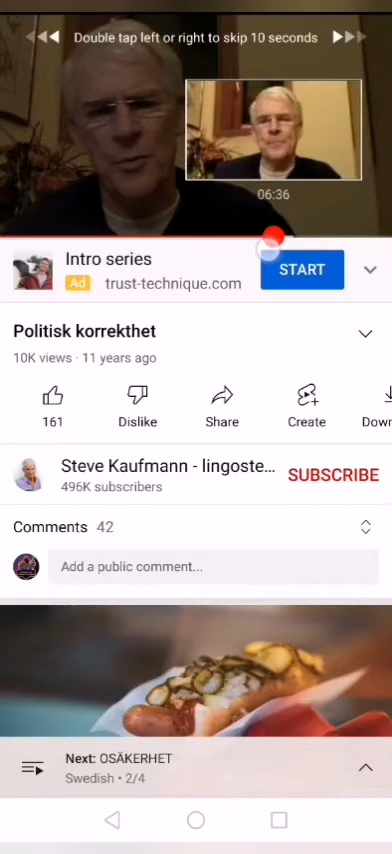 Double tap left or right to skip 10 seconds
06:36
Intro series
Ad trust-technique.com
START
Politisk korrekthet
10K views · 11 years ago
161
Dislike
Share
Create
Down
Steve Kaufmann - lingoste...
496K subscribers
SUBSCRIBE
Comments 42
Add a public comment...
Next: OSÄKERHET
Swedish • 2/4